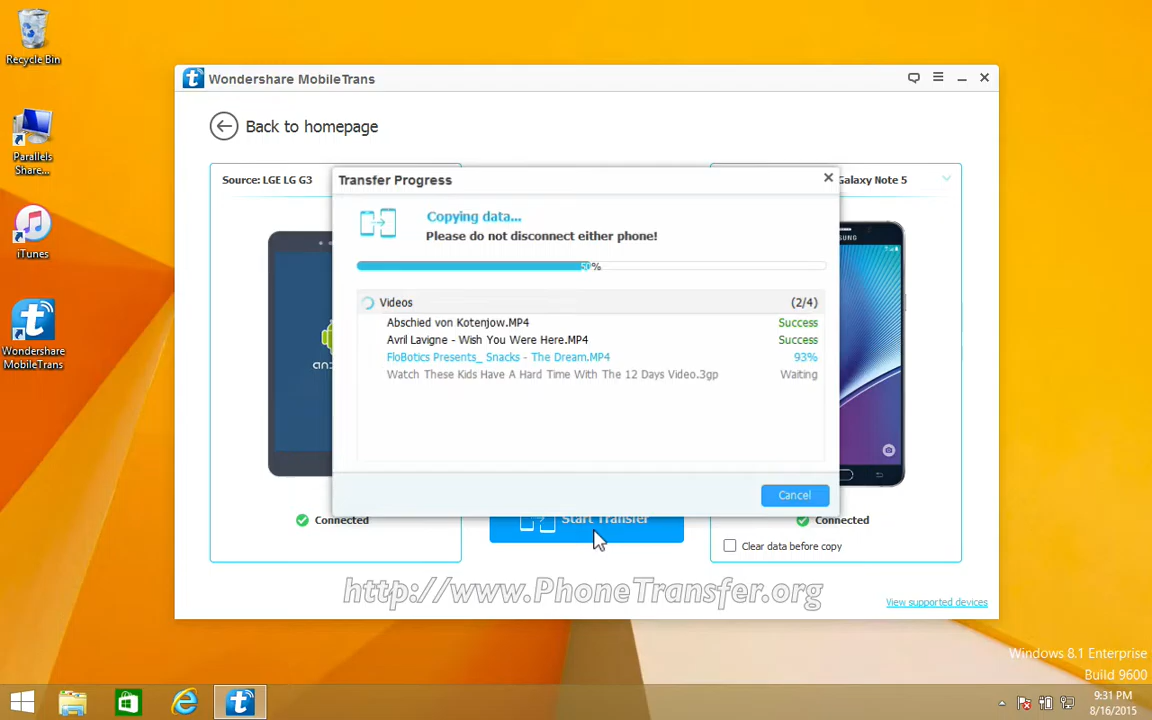 Recycle Bin
Parallels
Share...
iTunes
Wondershare
MobileTrans
Wondershare MobileTrans
Back to homepage
Source: LGE LG G3
Galaxy Note 5
Transfer Progress
Copying data...
Please do not disconnect either phone!
50%
Videos (2/4)
Abschied von Kotenjow.MP4 Success
Avril Lavigne - Wish You Were Here.MP4 Success
FloBotics Presents_ Snacks - The Dream.MP4 93%
Watch These Kids Have A Hard Time With The 12 Days Video.3gp Waiting
Cancel
Connected
Start Transfer
Connected
Clear data before copy
http://www.PhoneTransfer.org
View supported devices
Windows 8.1 Enterprise
Build 9600
9:31 PM
8/16/2015